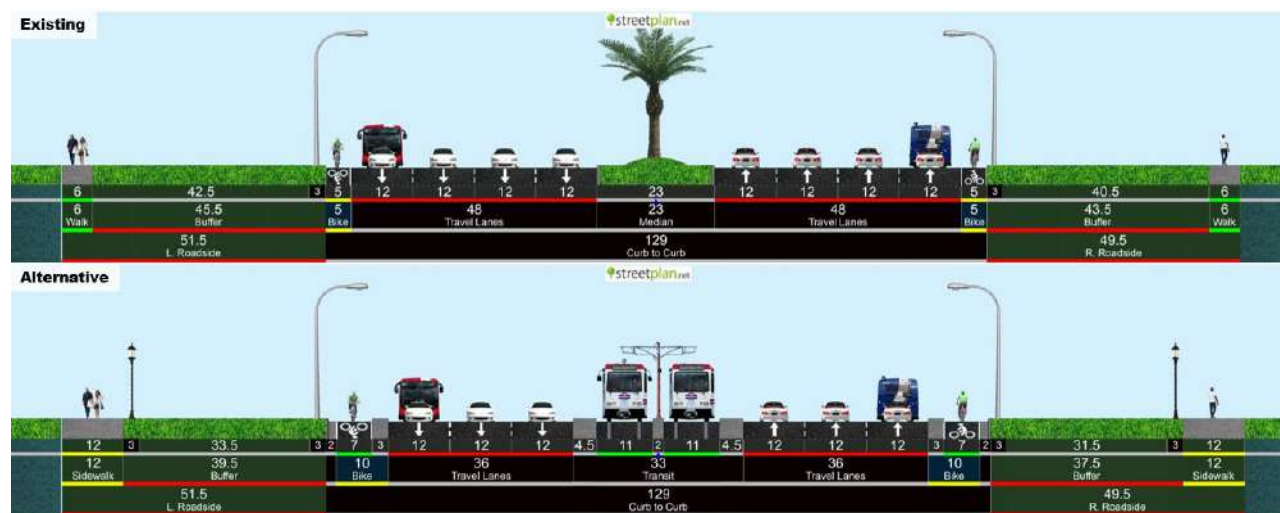 Existing
streetplan.net
6 42.5 3 5 12 12 12 12 23 12 12 12 12 5 3 40.5 6
6 45.5 5 48 23 48 5 43.5 6
Walk Buffer Bike Travel Lanes Median Travel Lanes Bike Buffer Walk
51.5 129 49.5
L. Roadside Curb to Curb R. Roadside
Alternative
streetplan.net
12 3 33.5 3 2 7 3 12 12 12 4.5 11 2 11 4.5 12 12 12 3 7 2 3 31.5 3 12
12 39.5 10 36 33 36 10 37.5 12
Sidewalk Buffer Bike Travel Lanes Transit Travel Lanes Bike Buffer Sidewalk
51.5 129 49.5
L. Roadside Curb to Curb R. Roadside